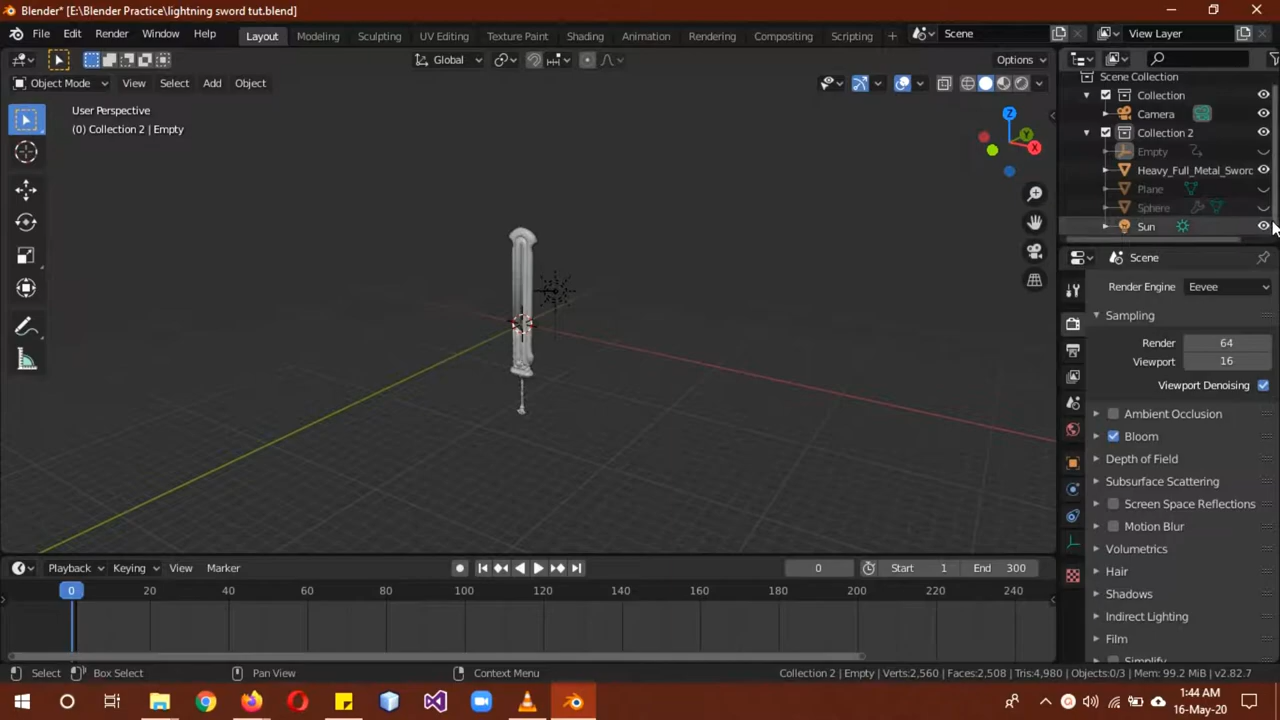 Blender* [E:\Blender Practice\lightning sword tut.blend]
File Edit Render Window Help Layout Modeling Sculpting UV Editing Texture Paint Shading Animation Rendering Compositing Scripting + Scene View Layer
Global Options
Object Mode View Select Add Object
User Perspective
(0) Collection 2 | Empty
Z
Y
X
Scene Collection
Collection
Camera
Collection 2
Empty
Heavy_Full_Metal_Sword
Plane
Sphere
Sun
Scene
Render Engine Eevee
Sampling
Render 64
Viewport 16
Viewport Denoising
Ambient Occlusion
Bloom
Depth of Field
Subsurface Scattering
Screen Space Reflections
Motion Blur
Volumetrics
Hair
Shadows
Indirect Lighting
Film
Simplify
Playback Keying View Marker 0 Start 1 End 300
0 20 40 60 80 100 120 140 160 180 200 220 240
Select Box Select Pan View Context Menu Collection 2 | Empty | Verts:2,560 | Faces:2,508 | Tris:4,980 | Objects:0/3 | Mem: 99.2 MiB | v2.82.7
1:44 AM
16-May-20